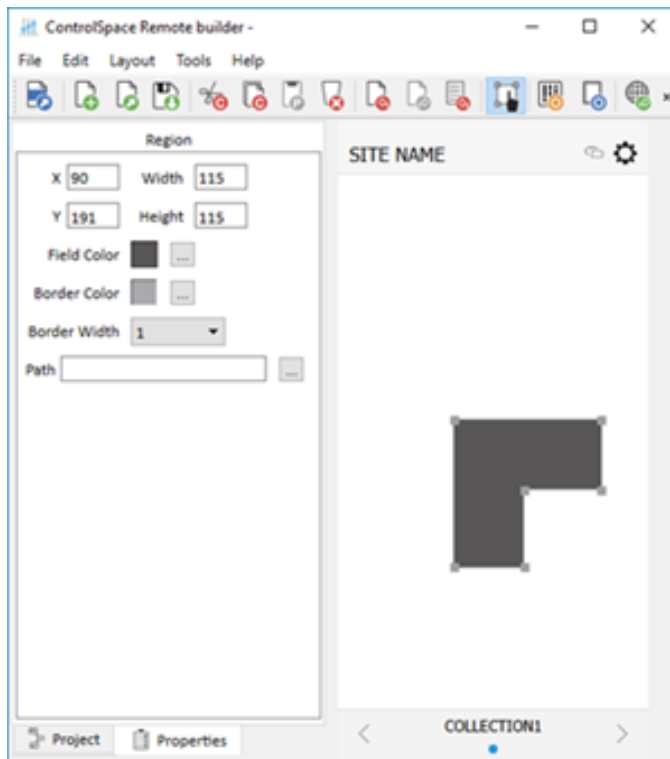 ControlSpace Remote builder -
File Edit Layout Tools Help
Region
X 90 Width 115
Y 191 Height 115
Field Color ...
Border Color ...
Border Width 1
Path ...
Project Properties
SITE NAME
COLLECTION1